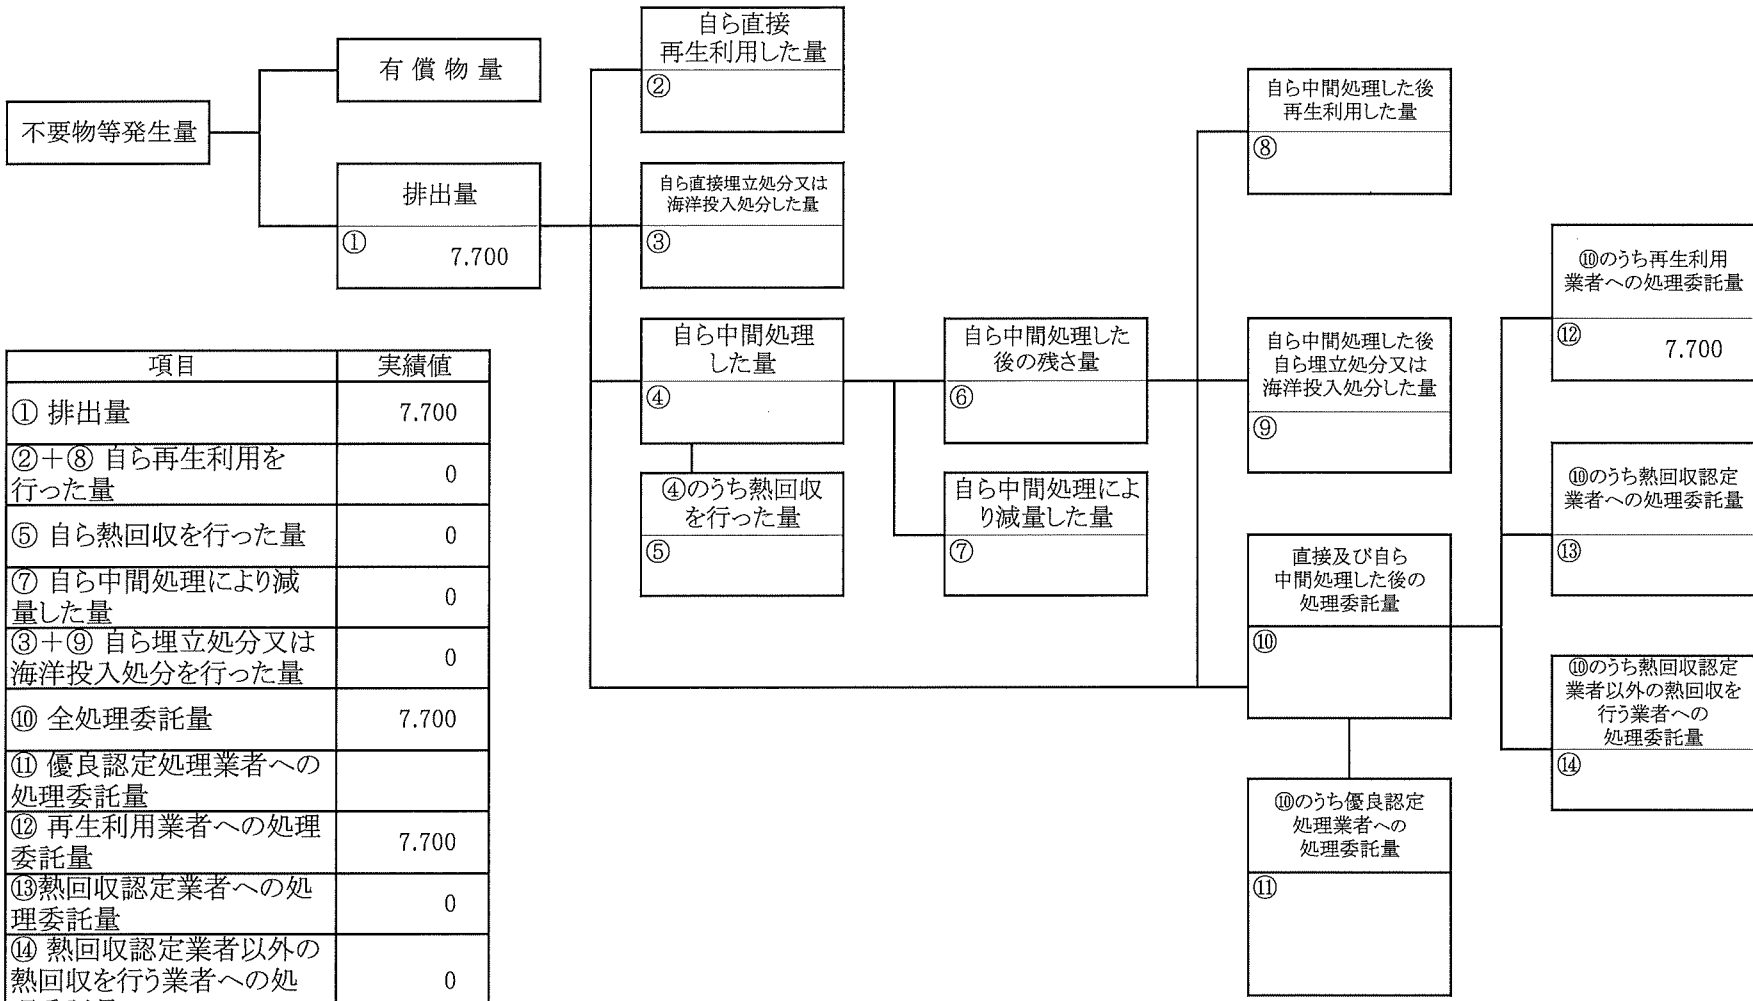 不要物等発生量
有 償 物 量
排出量
①
7.700
自ら直接
再生利用した量
②
自ら直接埋立処分又は
海洋投入処分した量
③
自ら中間処理
した量
④
④のうち熱回収
を行った量
⑤
自ら中間処理した
後の残さ量
⑥
自ら中間処理によ
り減量した量
⑦
自ら中間処理した後
再生利用した量
⑧
自ら中間処理した後
自ら埋立処分又は
海洋投入処分した量
⑨
直接及び自ら
中間処理した後の
処理委託量
⑩
⑩のうち優良認定
処理業者への
処理委託量
⑪
⑩のうち再生利用
業者への処理委託量
⑫
7.700
⑩のうち熱回収認定
業者への処理委託量
⑬
⑩のうち熱回収認定
業者以外の熱回収を
行う業者への
処理委託量
⑭
項目 実績値
① 排出量 7.700
②＋⑧ 自ら再生利用を
行った量 0
⑤ 自ら熱回収を行った量 0
⑦ 自ら中間処理により減
量した量 0
③＋⑨ 自ら埋立処分又は
海洋投入処分を行った量 0
⑩ 全処理委託量 7.700
⑪ 優良認定処理業者への
処理委託量
⑫ 再生利用業者への処理
委託量 7.700
⑬熱回収認定業者への処
理委託量 0
⑭ 熱回収認定業者以外の
熱回収を行う業者への処 0